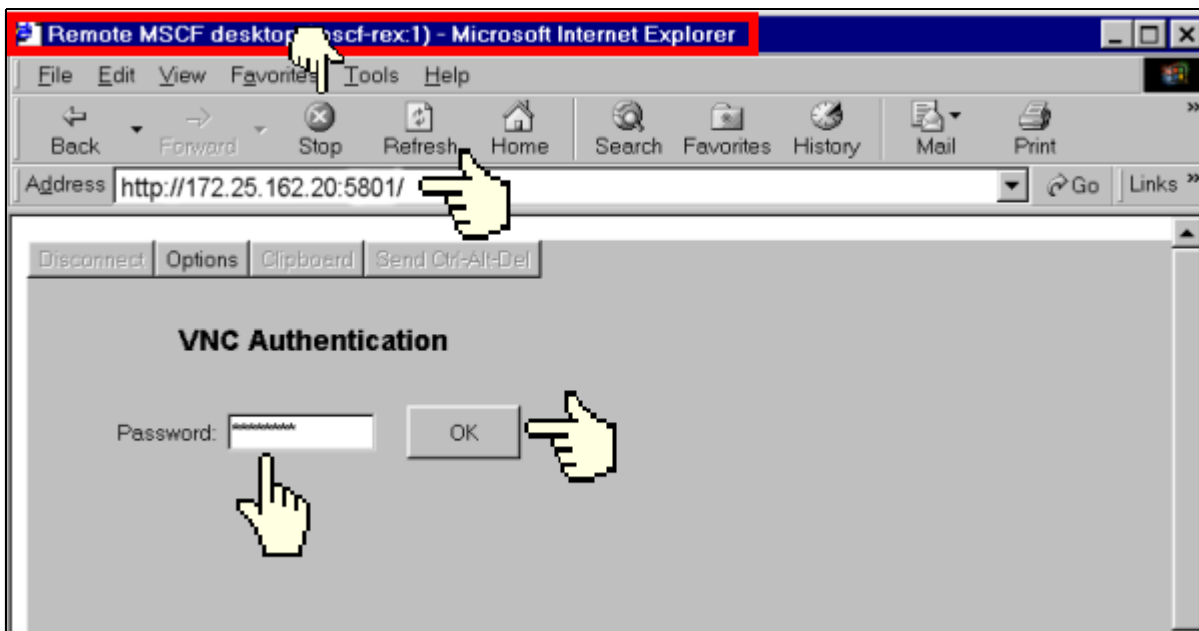 Remote MSCF desktop scf-rex:1) - Microsoft Internet Explorer
File Edit View Favorites Tools Help
Back Forward Stop Refresh Home Search Favorites History Mail Print »
Address http://172.25.162.20:5801/ Go Links »
Disconnect Options Clipboard Send Ctrl-Alt-Del
VNC Authentication
Password: ******** OK